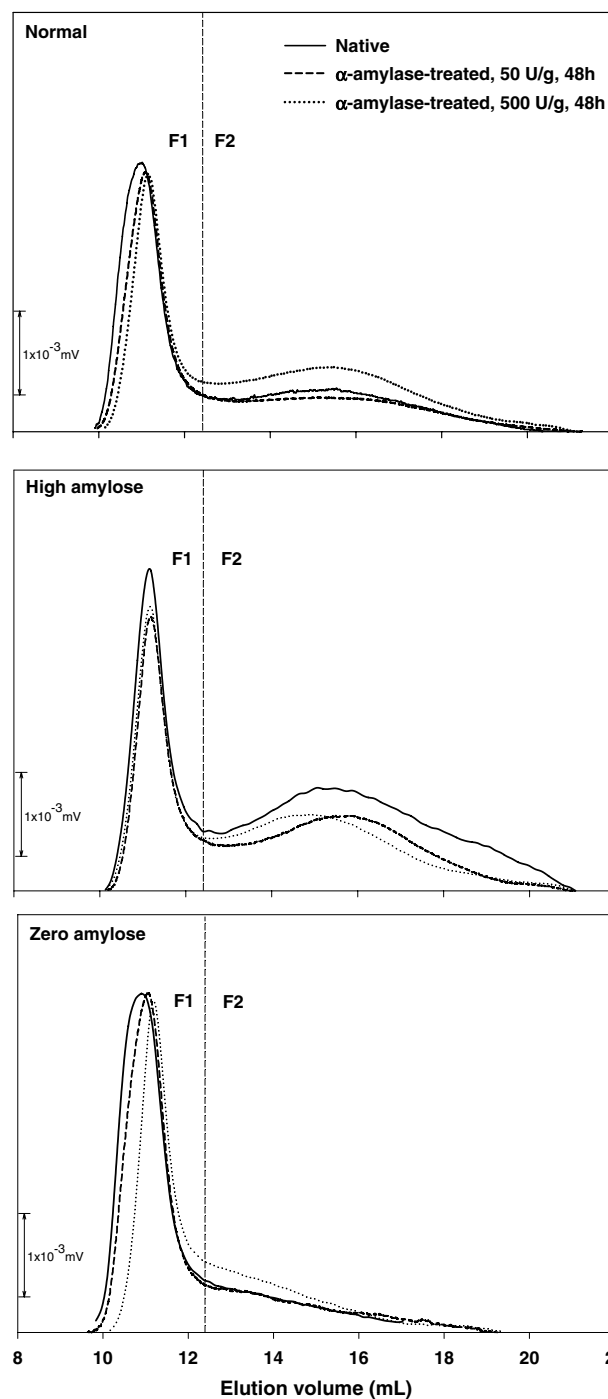 Normal
Native
α-amylase-treated, 50 U/g, 48h
α-amylase-treated, 500 U/g, 48h
F1 F2
1x10⁻³mV
High amylose
F1 F2
1x10⁻³mV
Zero amylose
F1 F2
1x10⁻³mV
8 10 12 14 16 18 20 2
Elution volume (mL)